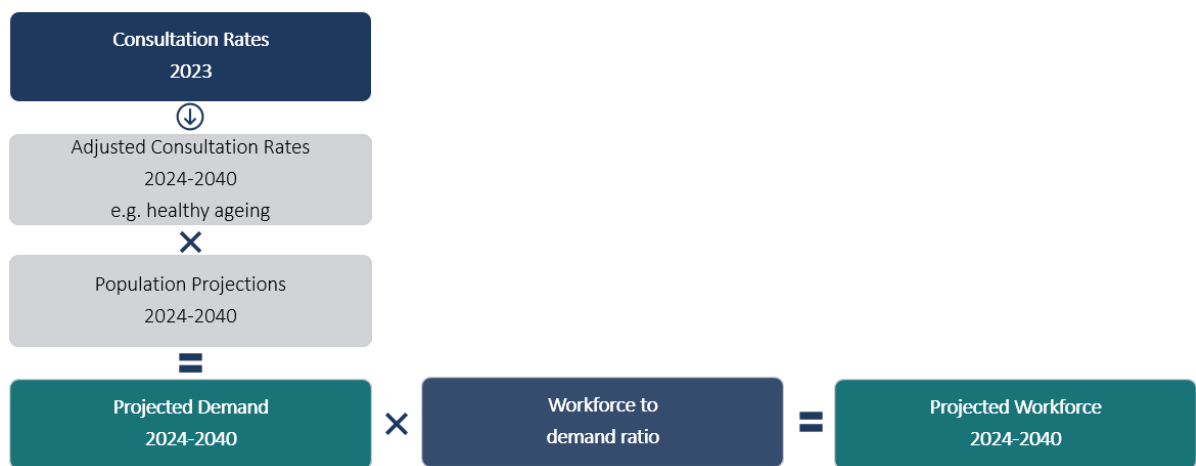 Consultation Rates
2023
Adjusted Consultation Rates
2024-2040
e.g. healthy ageing
×
Population Projections
2024-2040
=
Projected Demand
2024-2040
×
Workforce to
demand ratio
=
Projected Workforce
2024-2040